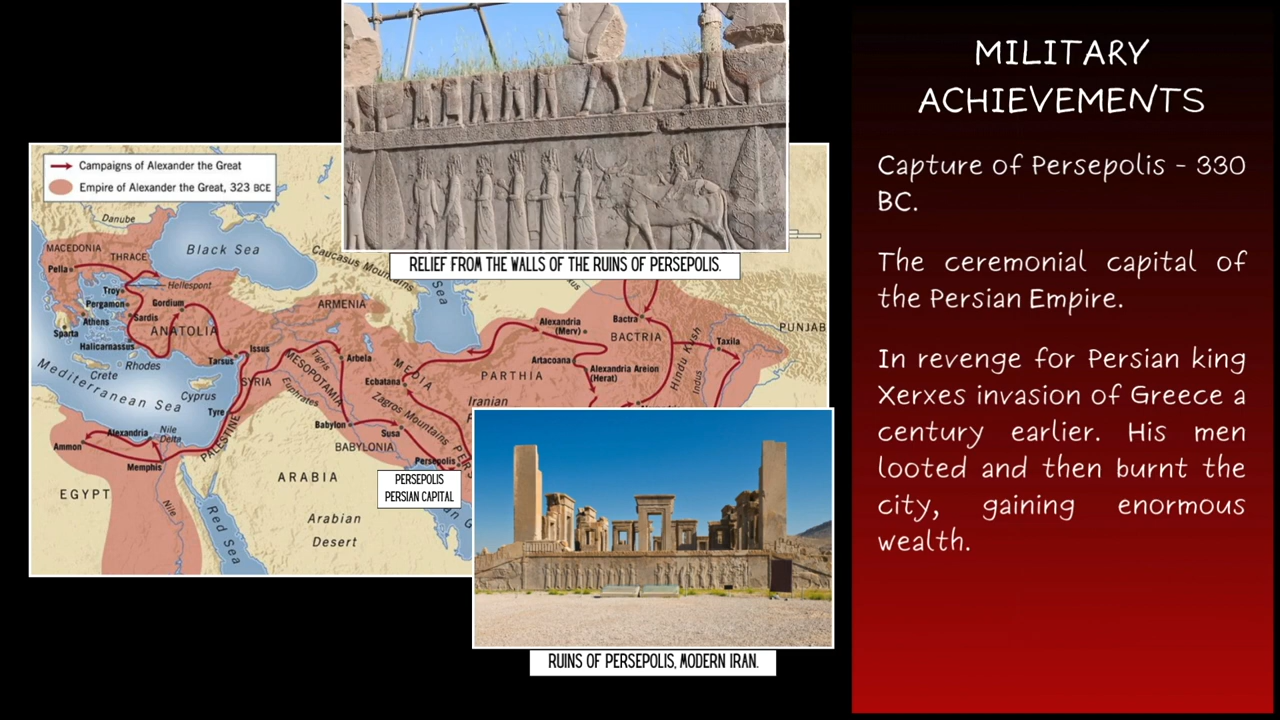 MILITARY
ACHIEVEMENTS
Capture of Persepolis - 330
BC.
The ceremonial capital of
the Persian Empire.
In revenge for Persian king
Xerxes invasion of Greece a
century earlier. His men
looted and then burnt the
city, gaining enormous
wealth.
RELIEF FROM THE WALLS OF THE RUINS OF PERSEPOLIS.
Campaigns of Alexander the Great
Empire of Alexander the Great, 323 BCE
Danube
Black Sea
Caucasus Mountains
Sea
MACEDONIA
THRACE
Pella
Hellespont
Troy
Pergamon
Gordium
ARMENIA
Sardis
Athens
ANATOLIA
Sparta
Halicarnassus
Rhodes
Tarsus
Issus
Crete
Mediterranean Sea
Cyprus
SYRIA
Tigris
MESOPOTAMIA
Euphrates
Arbela
MEDIA
Ecbatana
PARTHIA
Alexandria
(Merv)
Bactra
BACTRIA
Artacoana
Alexandria Areion
(Herat)
Hindu Kush
Taxila
Indus
PUNJAB
Iranian
Zagros Mountains
Tyre
Babylon
Susa
BABYLONIA
Persepolis
PERS
PALESTINE
Alexandria
Nile
Delta
Ammon
Memphis
EGYPT
Nile
Red Sea
ARABIA
Arabian
Desert
PERSEPOLIS
PERSIAN CAPITAL
RUINS OF PERSEPOLIS, MODERN IRAN.